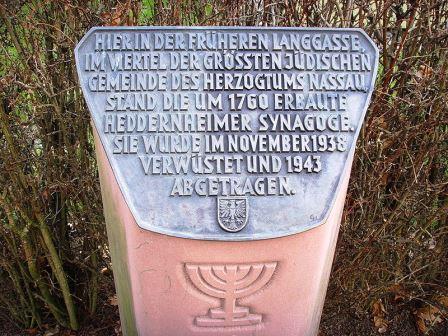 HIER IN DER FRÜHEREN LANGGASSE,
IM WERTEL DER GRÖSSTEN JÜDISCHEN
GEMEINDE DES HERZOGTUMS NASSAU,
STAND DIE UM 1760 ERBAUTE
HEDDERNHEIMER SYNAGOGE.
SIE WURDE IM NOVEMBER 1938
VERWÜSTET UND 1943
ABGETRAGEN.